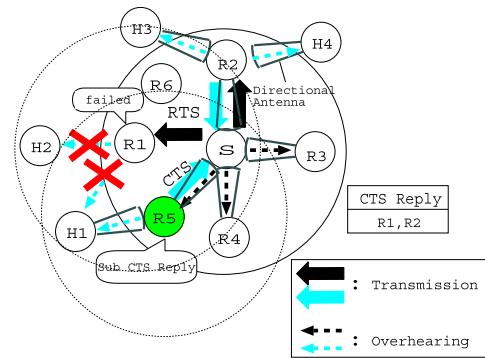 H3
R2
H4
R6
Directional
Antenna
failed
RTS
H2
R1
S
R3
CTS
CTS Reply
R1,R2
H1
R5
R4
Sub CTS Reply
: Transmission
: Overhearing